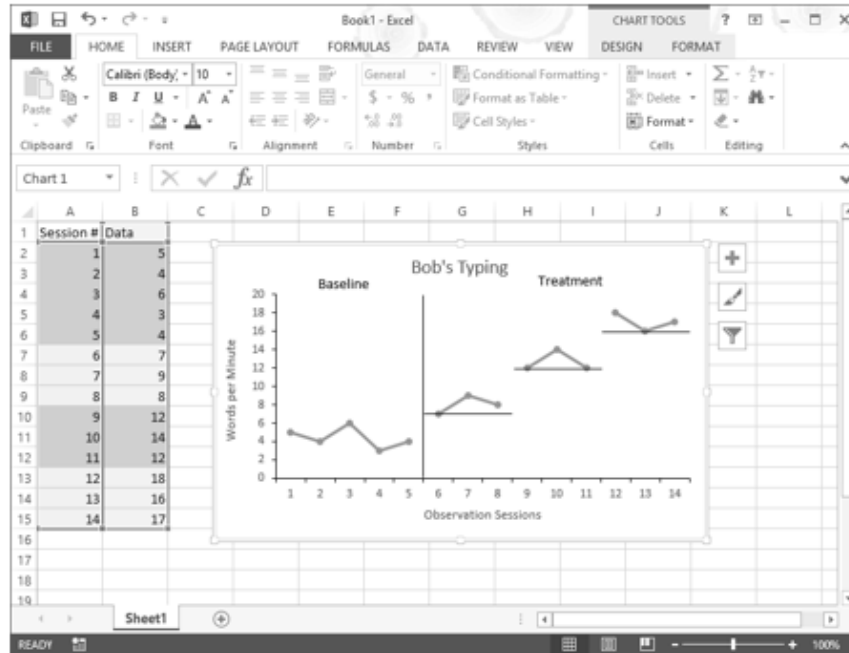 Book1 - Excel
CHART TOOLS
?
FILE HOME INSERT PAGE LAYOUT FORMULAS DATA REVIEW VIEW DESIGN FORMAT
Calibri (Body) 10 General Conditional Formatting Insert
Paste B I U A A $ % Format as Table Delete
A Cell Styles Format
Clipboard Font Alignment Number Styles Cells Editing
Chart 1 fx
A B C D E F G H I J K L
1 Session # Data
2 1 5
3 2 4
4 3 6
5 4 3
6 5 4
7 6 7
8 7 9
9 8 8
10 9 12
11 10 14
12 11 12
13 12 18
14 13 16
15 14 17
16
17
18
19
Bob's Typing
Baseline Treatment
20
18
16
14
12
10
8
6
4
2
0
Words per Minute
1 2 3 4 5 6 7 8 9 10 11 12 13 14
Observation Sessions
Sheet1
READY 100%